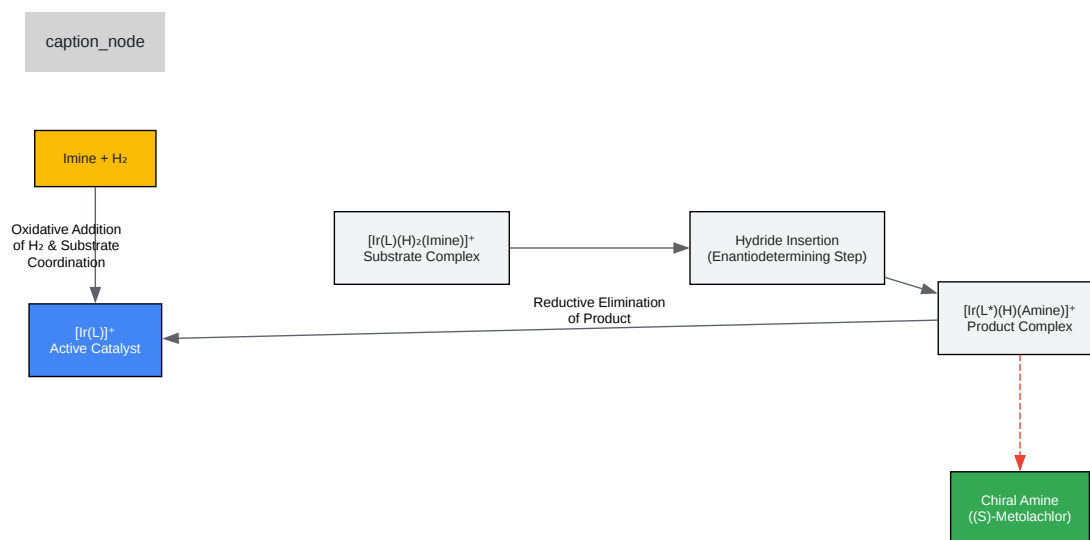 caption_node
Imine + H₂
Oxidative Addition
of H₂ & Substrate
Coordination
[Ir(L)(H)₂(Imine)]⁺
Substrate Complex
Hydride Insertion
(Enantiodetermining Step)
Reductive Elimination
of Product
[Ir(L*)(H)(Amine)]⁺
Product Complex
[Ir(L)]⁺
Active Catalyst
Chiral Amine
((S)-Metolachlor)